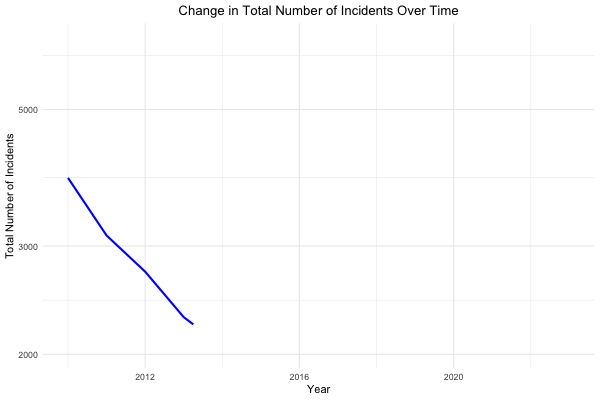 Change in Total Number of Incidents Over Time
Total Number of Incidents
5000
3000
2000
2012
2016
2020
Year